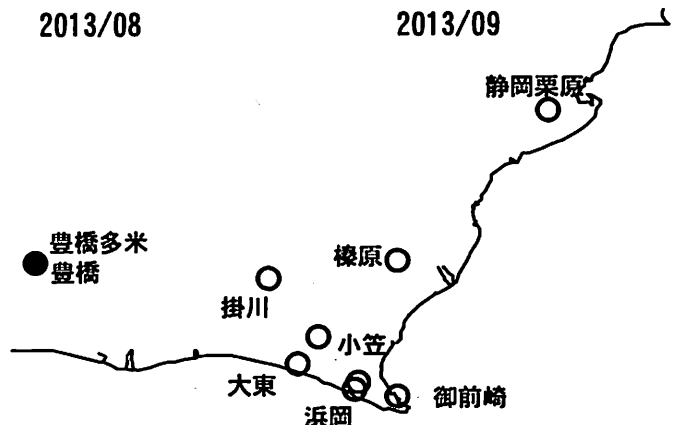 2013/08
2013/09
静岡栗原
豊橋多米
豊橋
榛原
掛川
小笠
大東
浜岡
御前崎